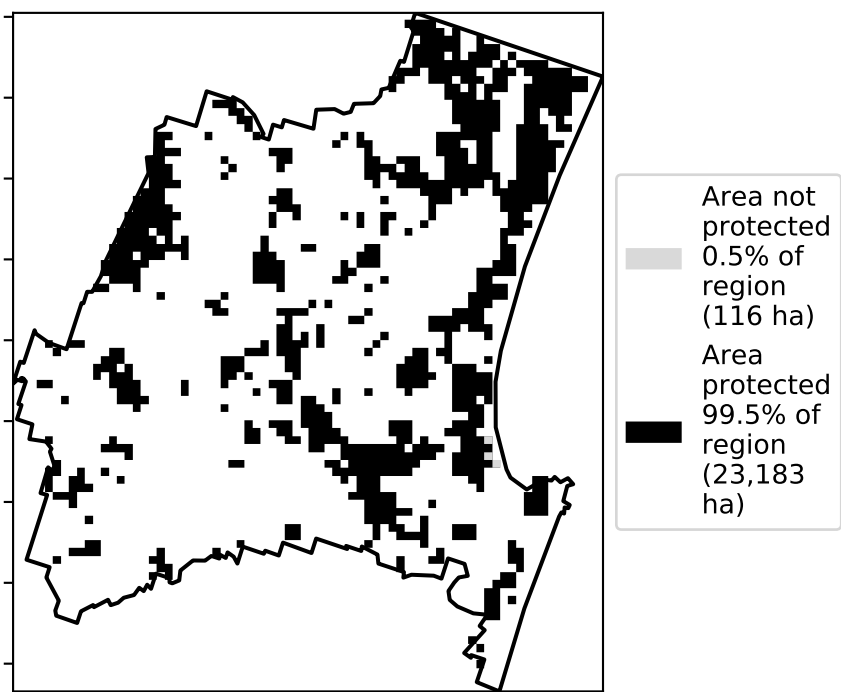 Area not
protected
0.5% of
region
(116 ha)
Area
protected
99.5% of
region
(23,183
ha)